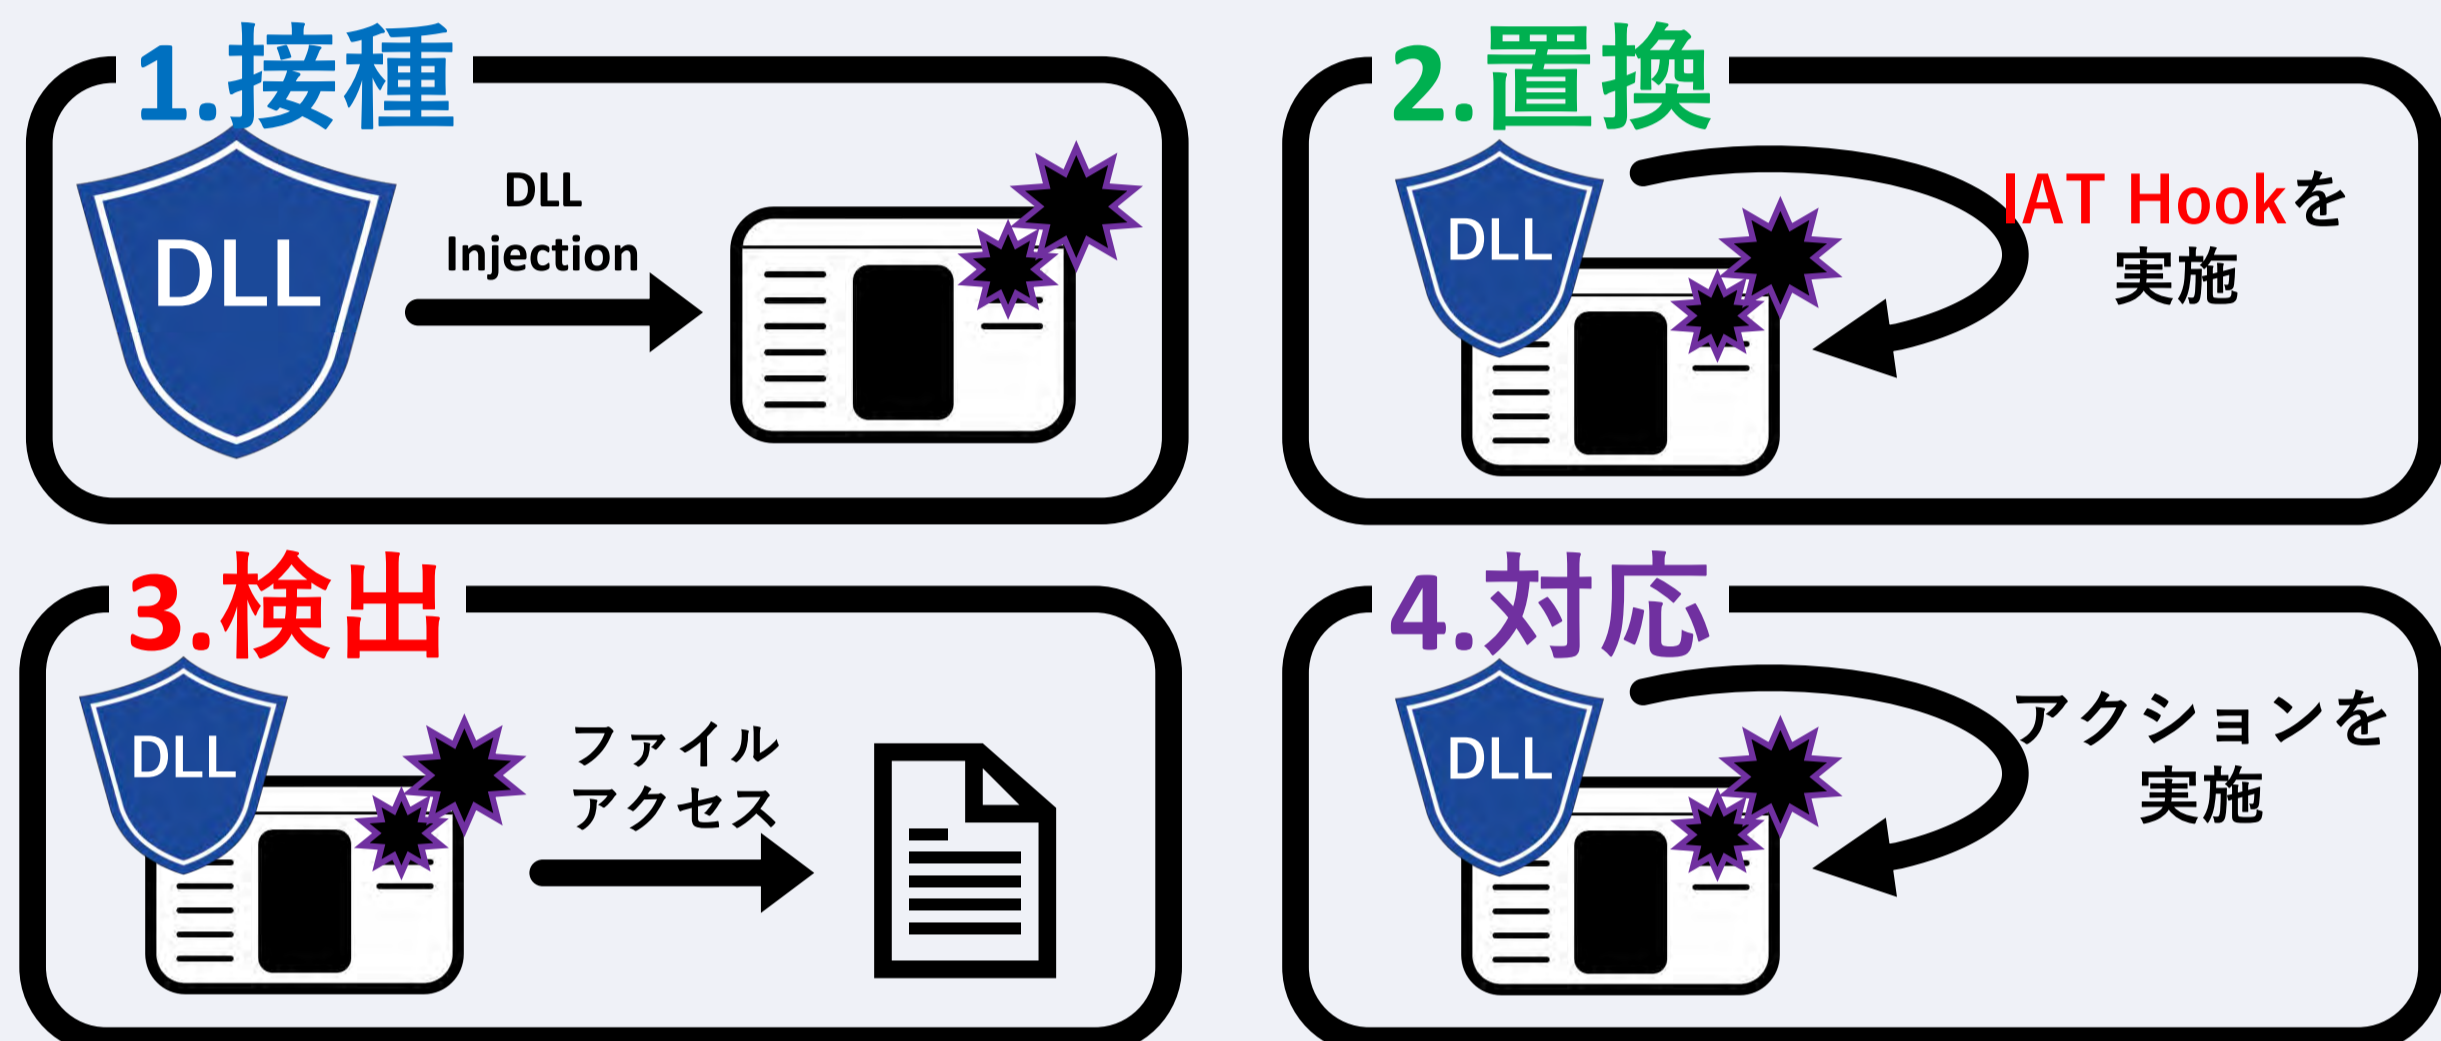 1.接種
DLL
DLL
Injection
2.置換
DLL
IAT Hookを
実施
3.検出
DLL
ファイル
アクセス
4.対応
DLL
アクションを
実施